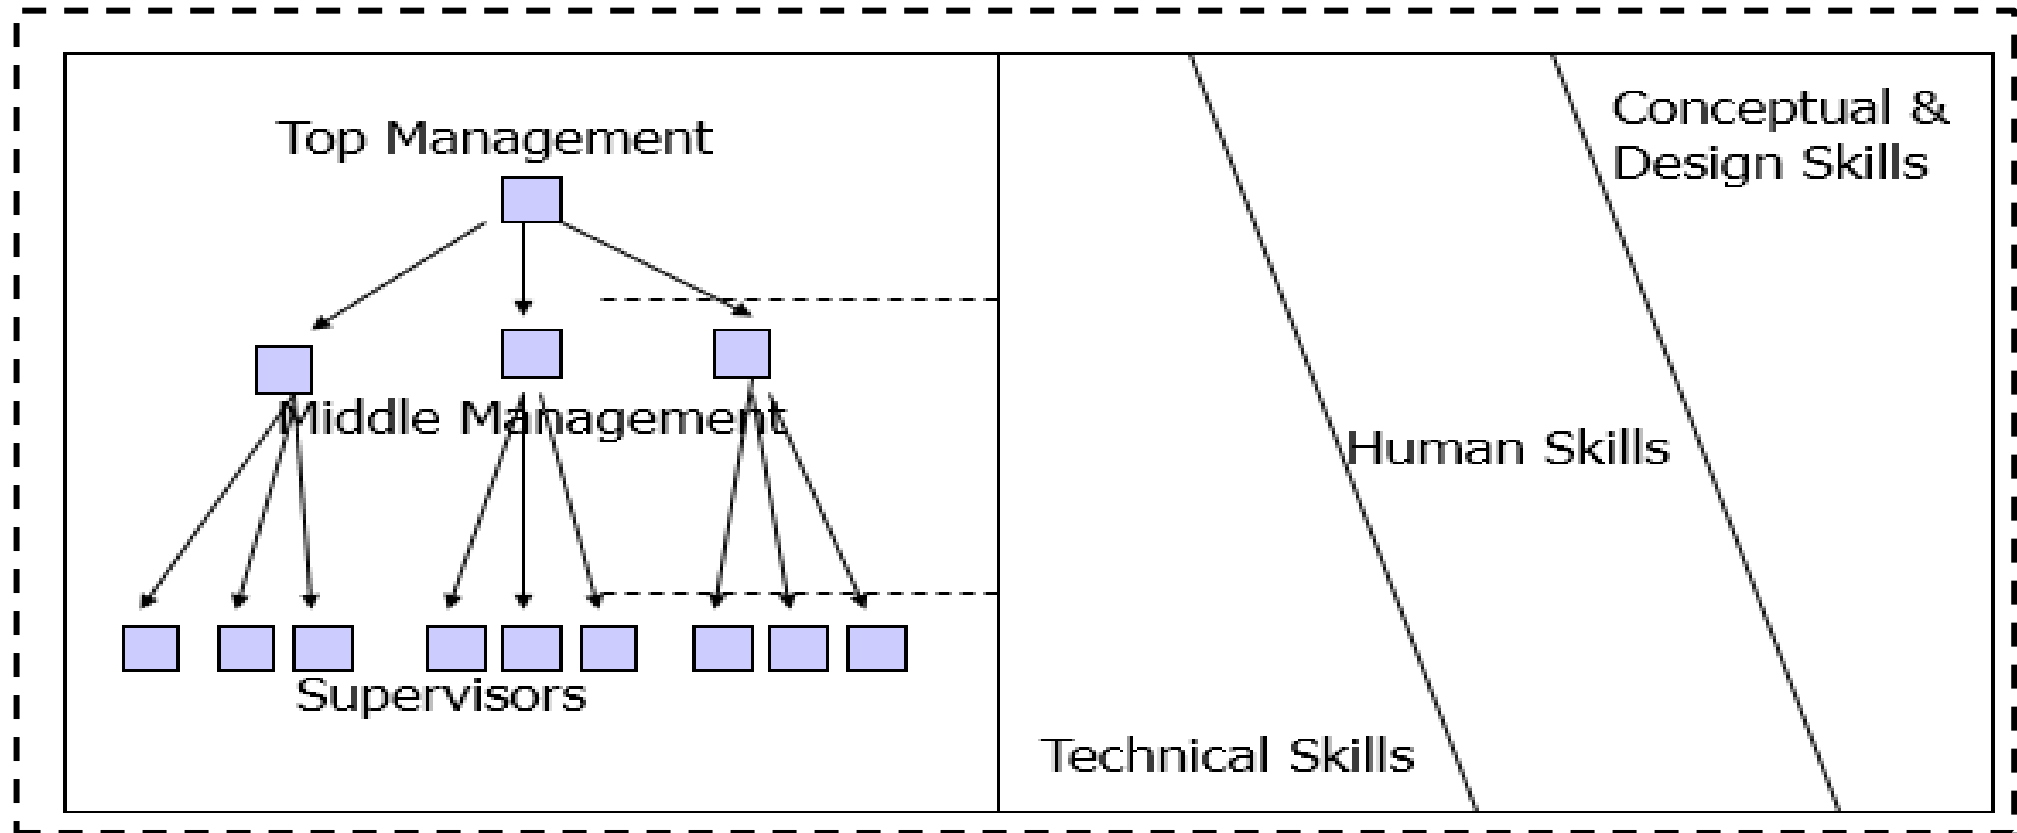 Top Management
Middle Management
Supervisors
Conceptual &
Design Skills
Human Skills
Technical Skills